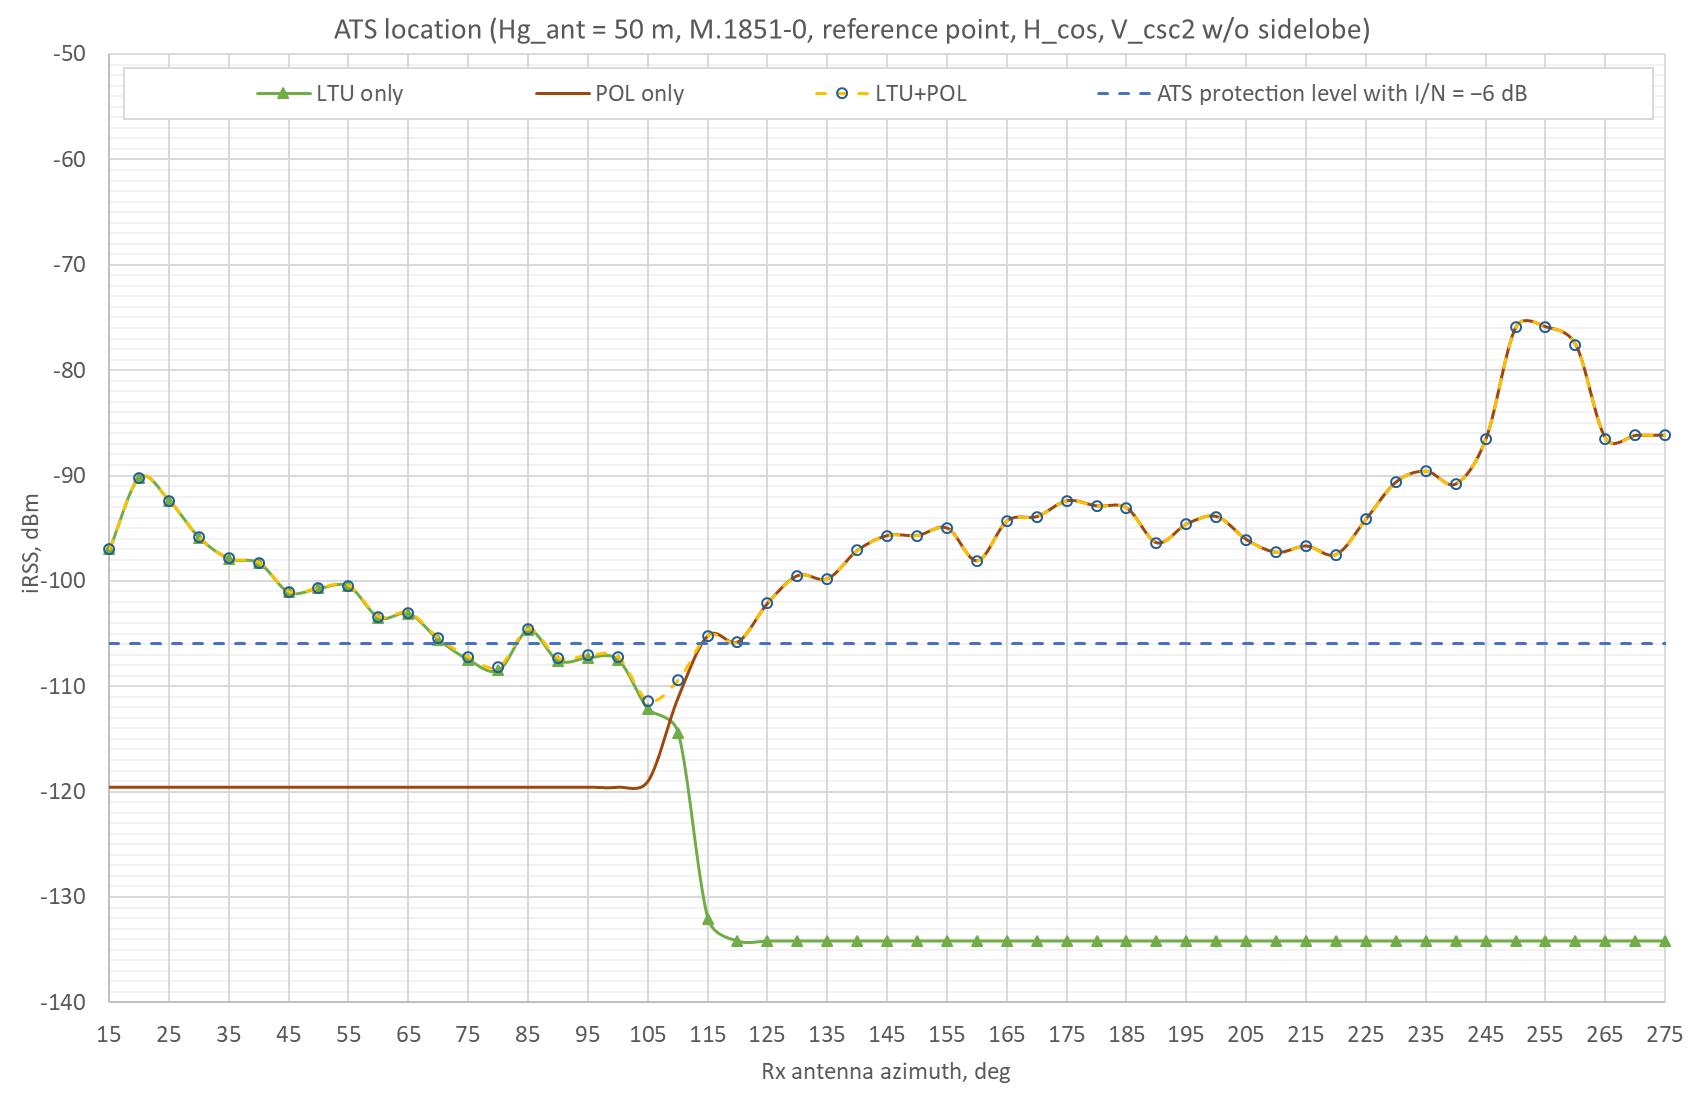 ATS location (Hg_ant = 50 m, M.1851-0, reference point, H_cos, V_csc2 w/o sidelobe)
LTU only POL only LTU+POL ATS protection level with I/N = −6 dB
-50
-60
-70
-80
-90
-100
-110
-120
-130
-140
iRSS, dBm
15 25 35 45 55 65 75 85 95 105 115 125 135 145 155 165 175 185 195 205 215 225 235 245 255 265 275
Rx antenna azimuth, deg